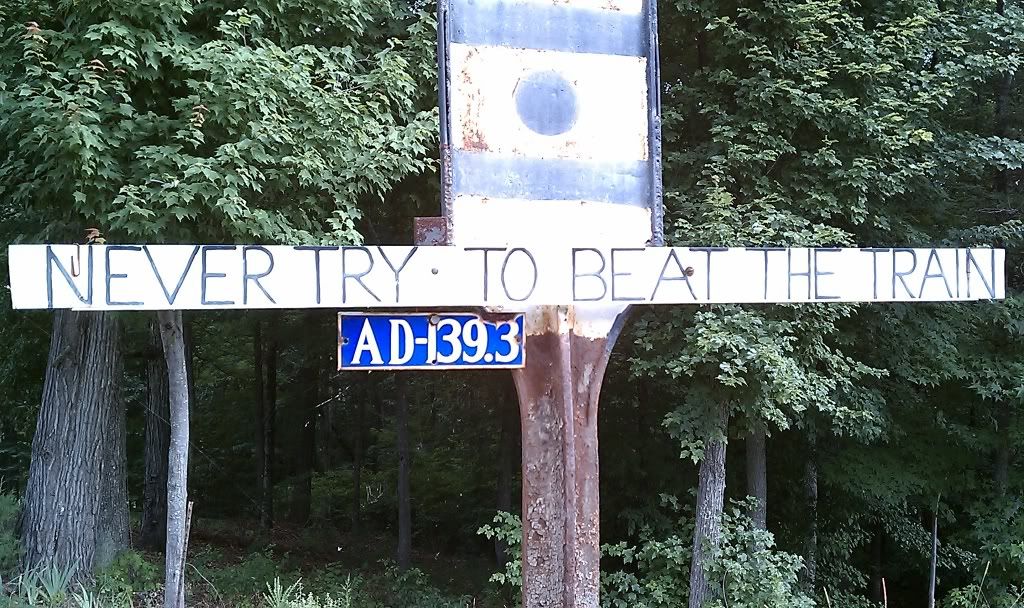 NEVER TRY · TO BEAT THE TRAIN
AD-139.3